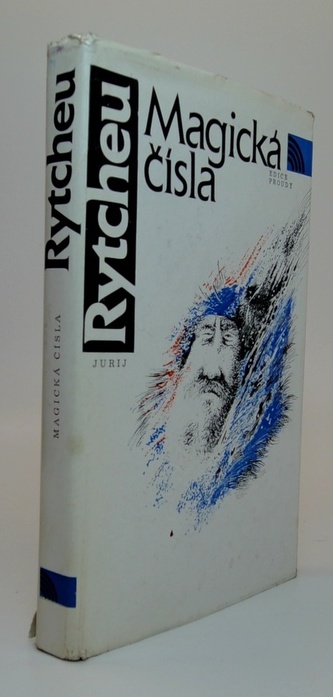 Rytcheu
MAGICKÁ ČÍSLA
Rytcheu
JURIJ
Magická
čísla
EDICE
PROUDY